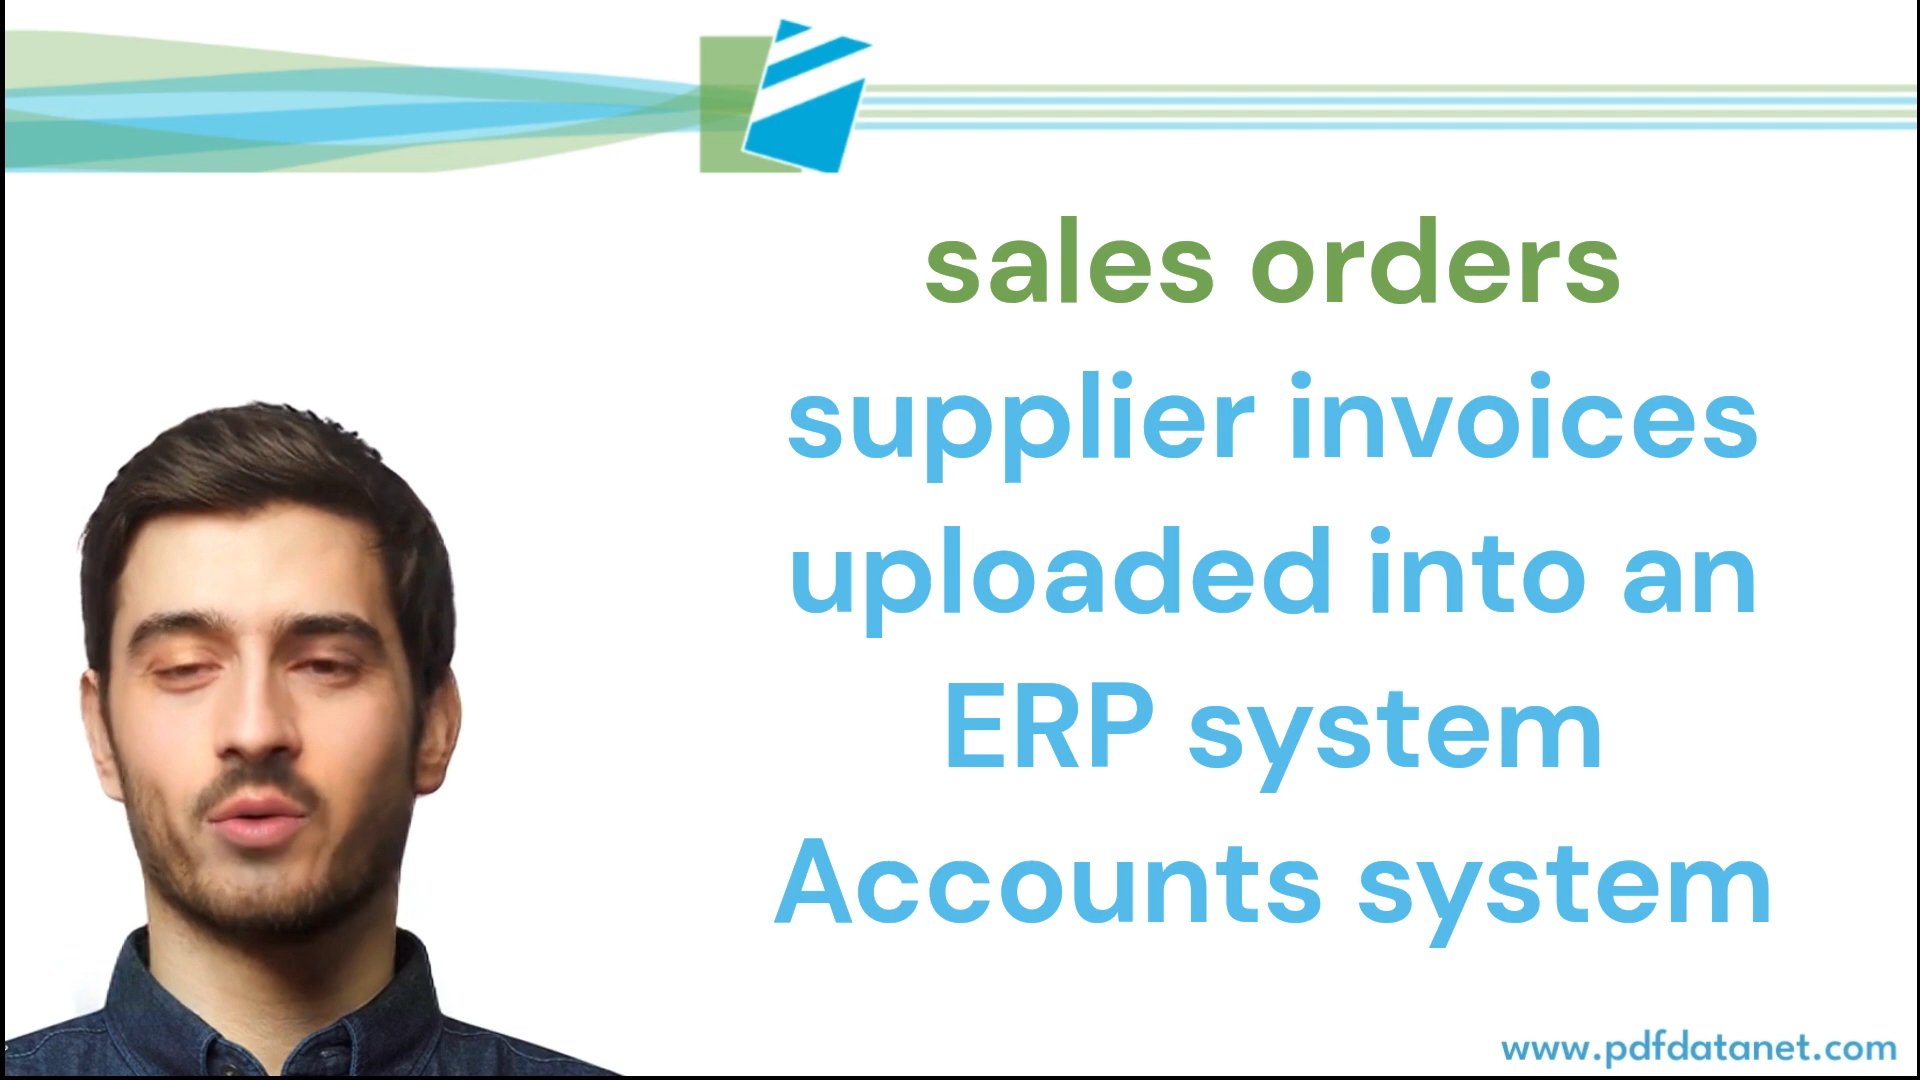 sales orders
supplier invoices
uploaded into an
ERP system
Accounts system
www.pdfdatanet.com